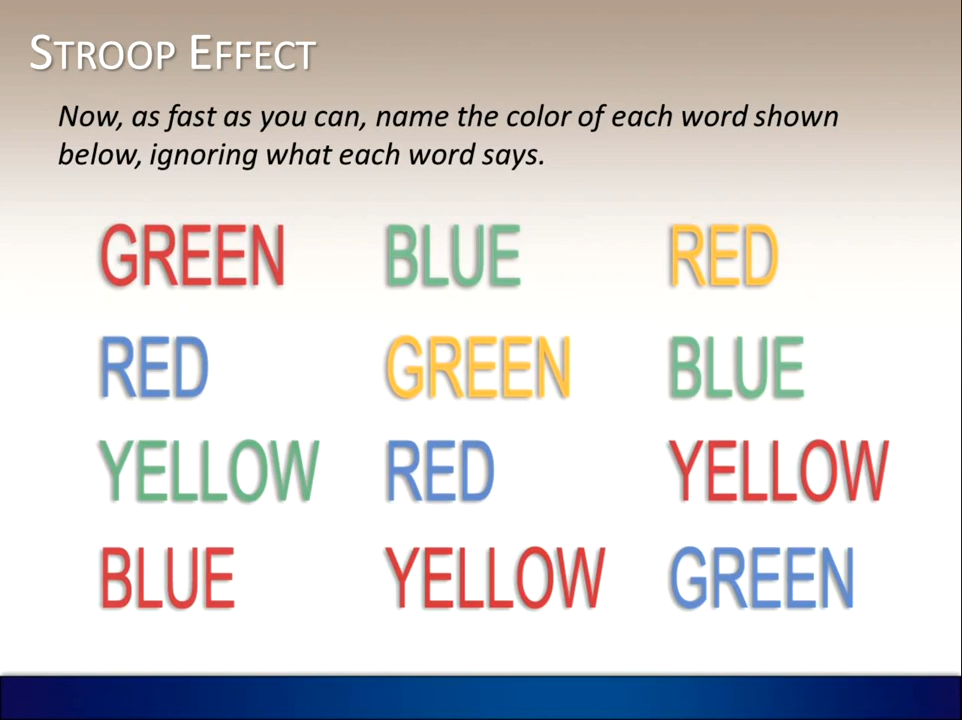 STROOP EFFECT
Now, as fast as you can, name the color of each word shown
below, ignoring what each word says.
GREEN BLUE RED
RED GREEN BLUE
YELLOW RED YELLOW
BLUE YELLOW GREEN